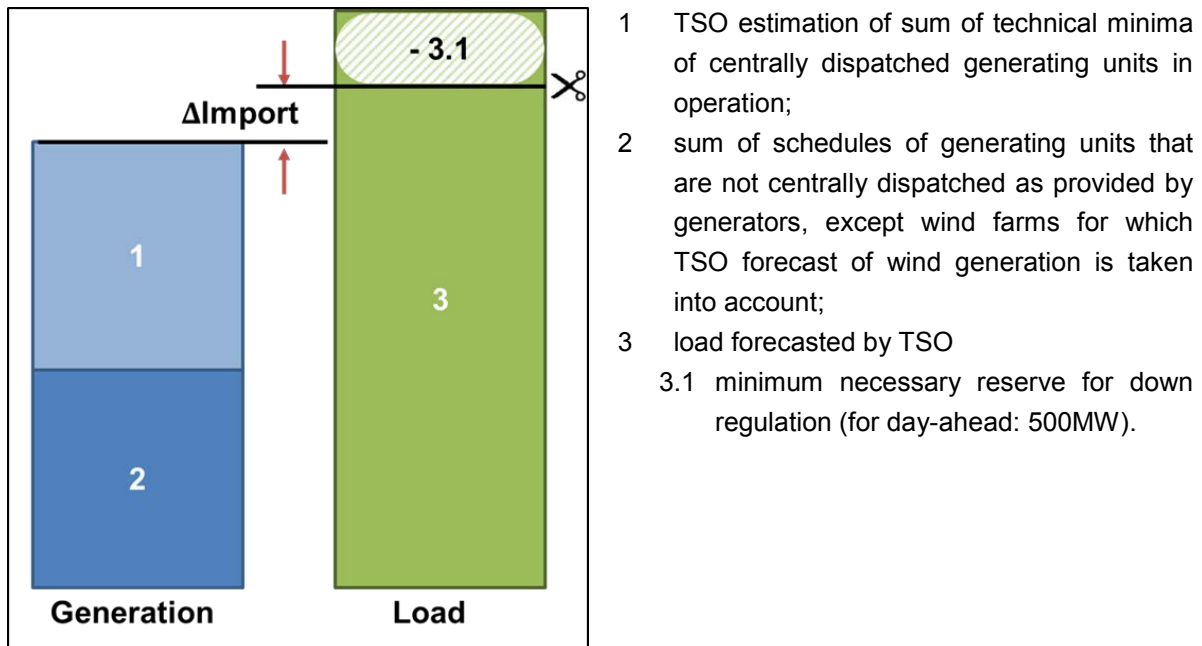 - 3.1
ΔImport
1
3
2
Generation
Load
1 TSO estimation of sum of technical minima
of centrally dispatched generating units in
operation;
2 sum of schedules of generating units that
are not centrally dispatched as provided by
generators, except wind farms for which
TSO forecast of wind generation is taken
into account;
3 load forecasted by TSO
3.1 minimum necessary reserve for down
regulation (for day-ahead: 500MW).